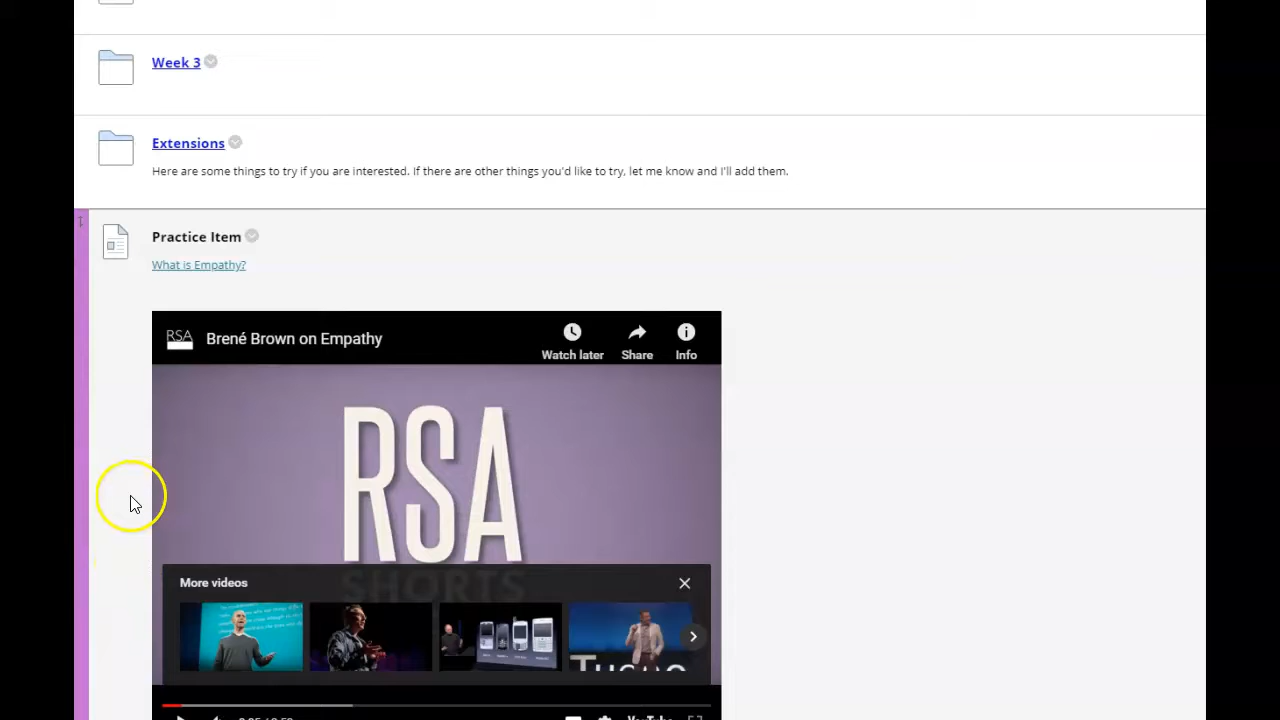 Week 3
Extensions
Here are some things to try if you are interested. If there are other things you'd like to try, let me know and I'll add them.
Practice Item
What is Empathy?
RSA
Brené Brown on Empathy
Watch later
Share
Info
RSA
SHORTS
More videos